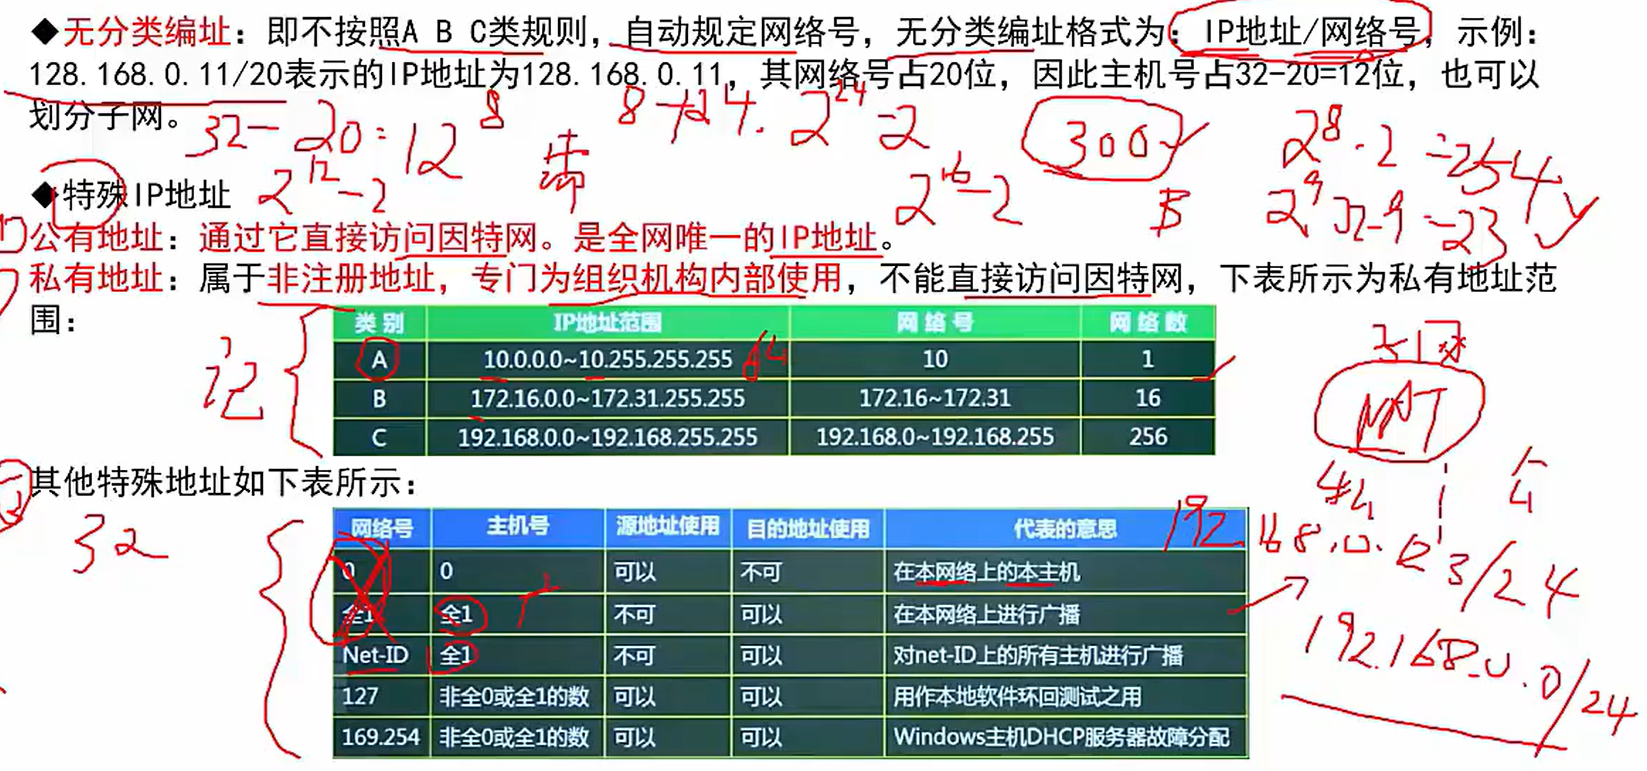 ◆无分类编址：即不按照A B C类规则，自动规定网络号，无分类编址格式为：IP地址/网络号，示例：
128.168.0.11/20表示的IP地址为128.168.0.11，其网络号占20位，因此主机号占32-20=12位，也可以
划分子网。
32-20=12
8
8 24. 2^24-2
300
2^8-2=254
◆特殊IP地址
2^12-2
2^16-2
B
2^9 32-9=23
公有地址：通过它直接访问因特网。是全网唯一的IP地址。
私有地址：属于非注册地址，专门为组织机构内部使用，不能直接访问因特网，下表所示为私有地址范
围：
记
类别 IP地址范围 网络号 网络数
A 10.0.0.0~10.255.255.255 10 1
B 172.16.0.0~172.31.255.255 172.16~172.31 16
C 192.168.0.0~192.168.255.255 192.168.0~192.168.255 256
NAT
其他特殊地址如下表所示：
32
网络号 主机号 源地址使用 目的地址使用 代表的意思
0 0 可以 不可 在本网络上的本主机
全1 全1 不可 可以 在本网络上进行广播
Net-ID 全1 不可 可以 对net-ID上的所有主机进行广播
127 非全0或全1的数 可以 可以 用作本地软件环回测试之用
169.254 非全0或全1的数 可以 可以 Windows主机DHCP服务器故障分配
192.168.0.123/24
192.168.0.0/24